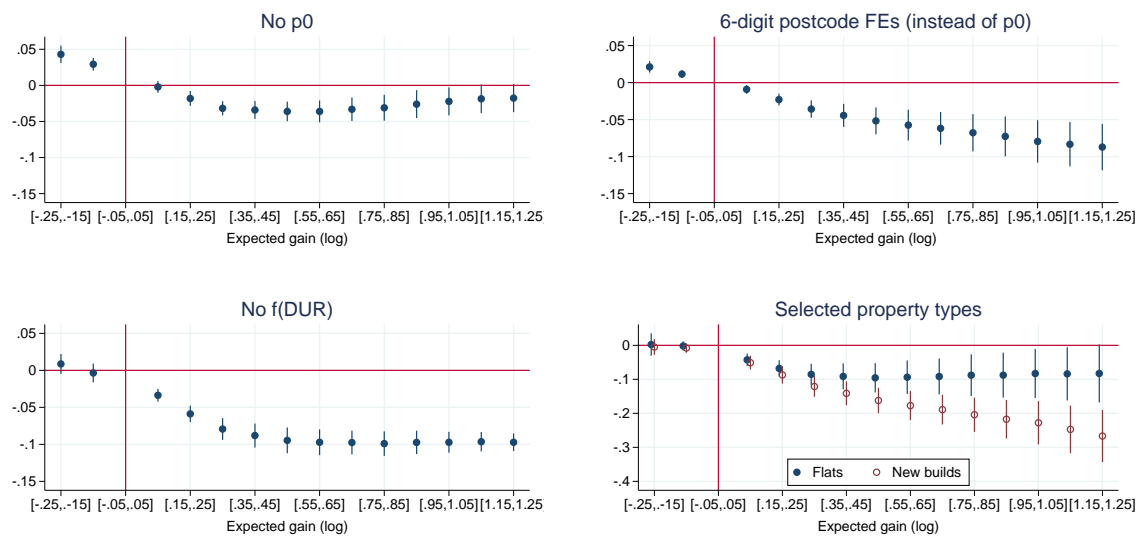 No p0
.05
0
-.05
-.1
-.15
[-.25,-.15] [-.05,.05] [.15,.25] [.35,.45] [.55,.65] [.75,.85] [.95,1.05] [1.15,1.25]
Expected gain (log)
6-digit postcode FEs (instead of p0)
.05
0
-.05
-.1
-.15
[-.25,-.15] [-.05,.05] [.15,.25] [.35,.45] [.55,.65] [.75,.85] [.95,1.05] [1.15,1.25]
Expected gain (log)
No f(DUR)
.05
0
-.05
-.1
-.15
[-.25,-.15] [-.05,.05] [.15,.25] [.35,.45] [.55,.65] [.75,.85] [.95,1.05] [1.15,1.25]
Expected gain (log)
Selected property types
0
-.1
-.2
-.3
-.4
Flats New builds
[-.25,-.15] [-.05,.05] [.15,.25] [.35,.45] [.55,.65] [.75,.85] [.95,1.05] [1.15,1.25]
Expected gain (log)